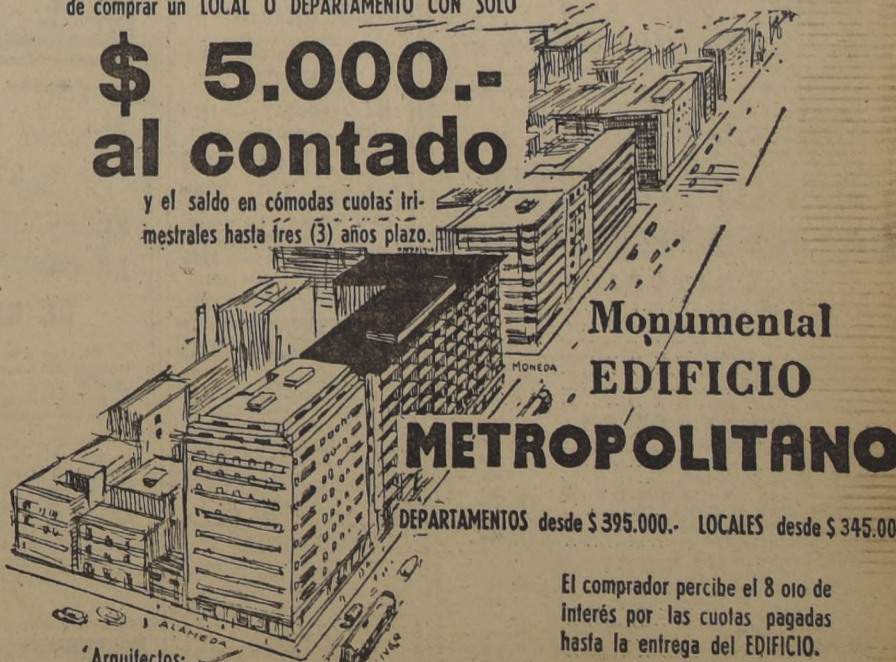 de comprar un LOCAL O DEPARTAMENTO CON SOLO
$ 5.000.-
al contado
y el saldo en cómodas cuotas tri-
mestrales hasta tres (3) años plazo.
MONEDA
Monumental
EDIFICIO
METROPOLITANO
DEPARTAMENTOS desde $ 395.000.- LOCALES desde $ 345.00
El comprador percibe el 8 o|o de
interés por las cuotas pagadas
hasta la entrega del EDIFICIO.
ALAMEDA
Arquitectos: